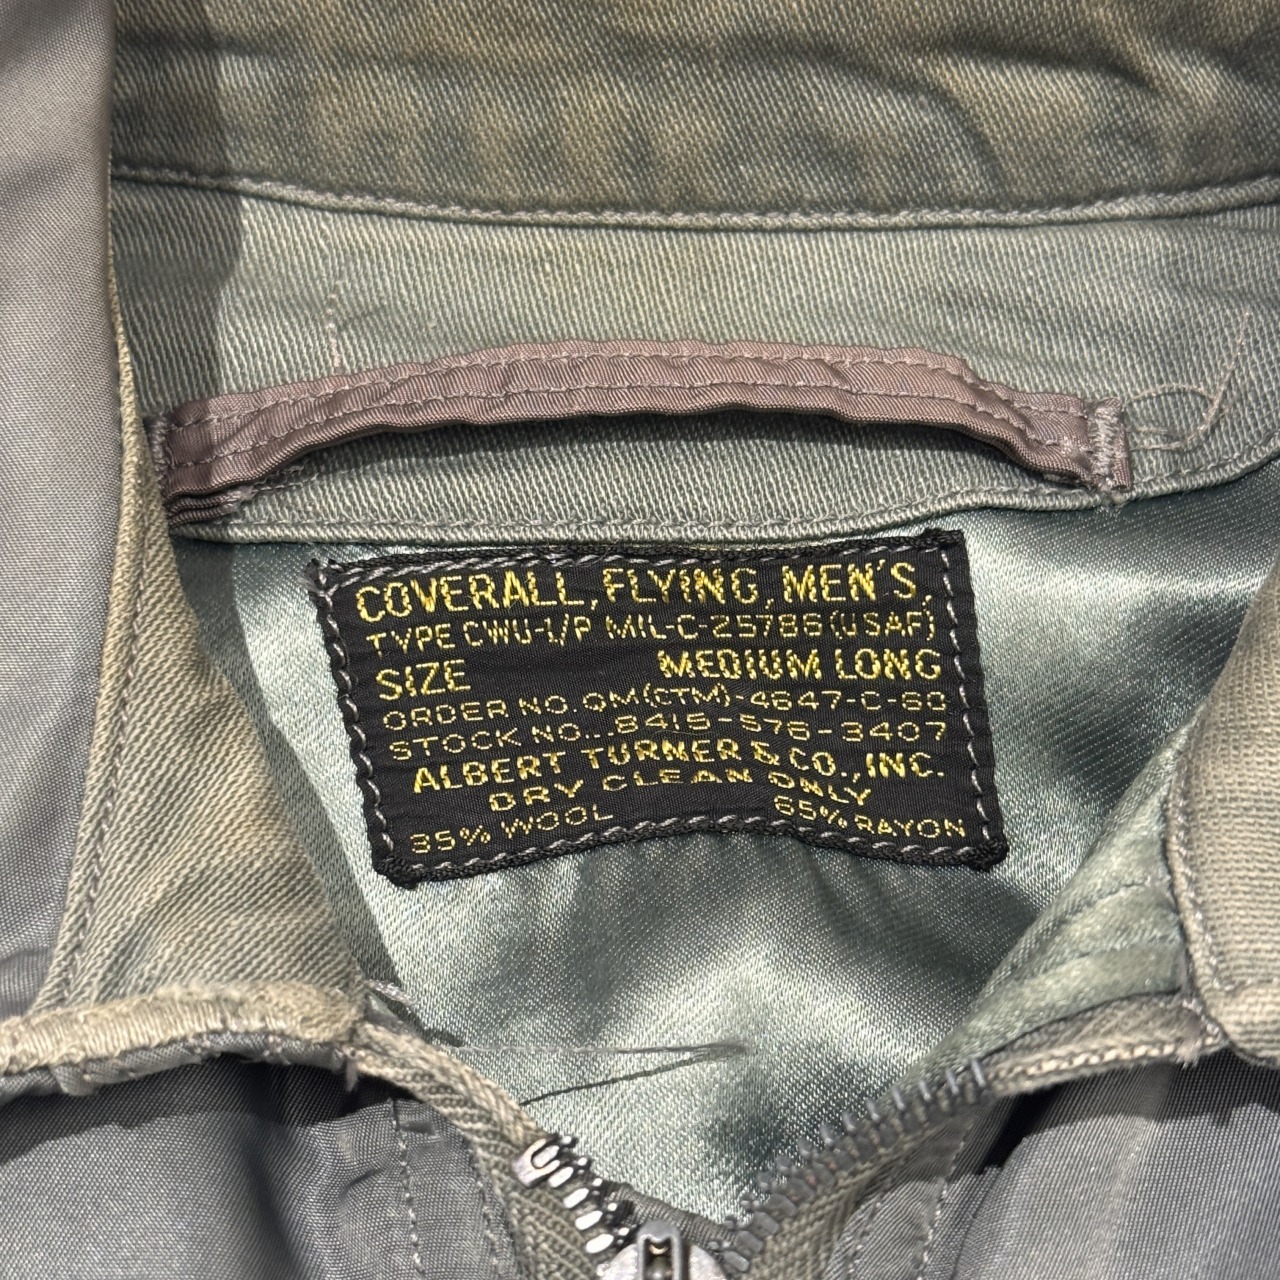 COVERALL, FLYING, MEN'S,
TYPE CWU-1/P MIL-C-25786 (USAF)
SIZE MEDIUM LONG
ORDER NO. QM(CTM)-4647-C-60
STOCK NO...8415-576-3407
ALBERT TURNER & CO., INC.
DRY CLEAN ONLY
35% WOOL 65% RAYON